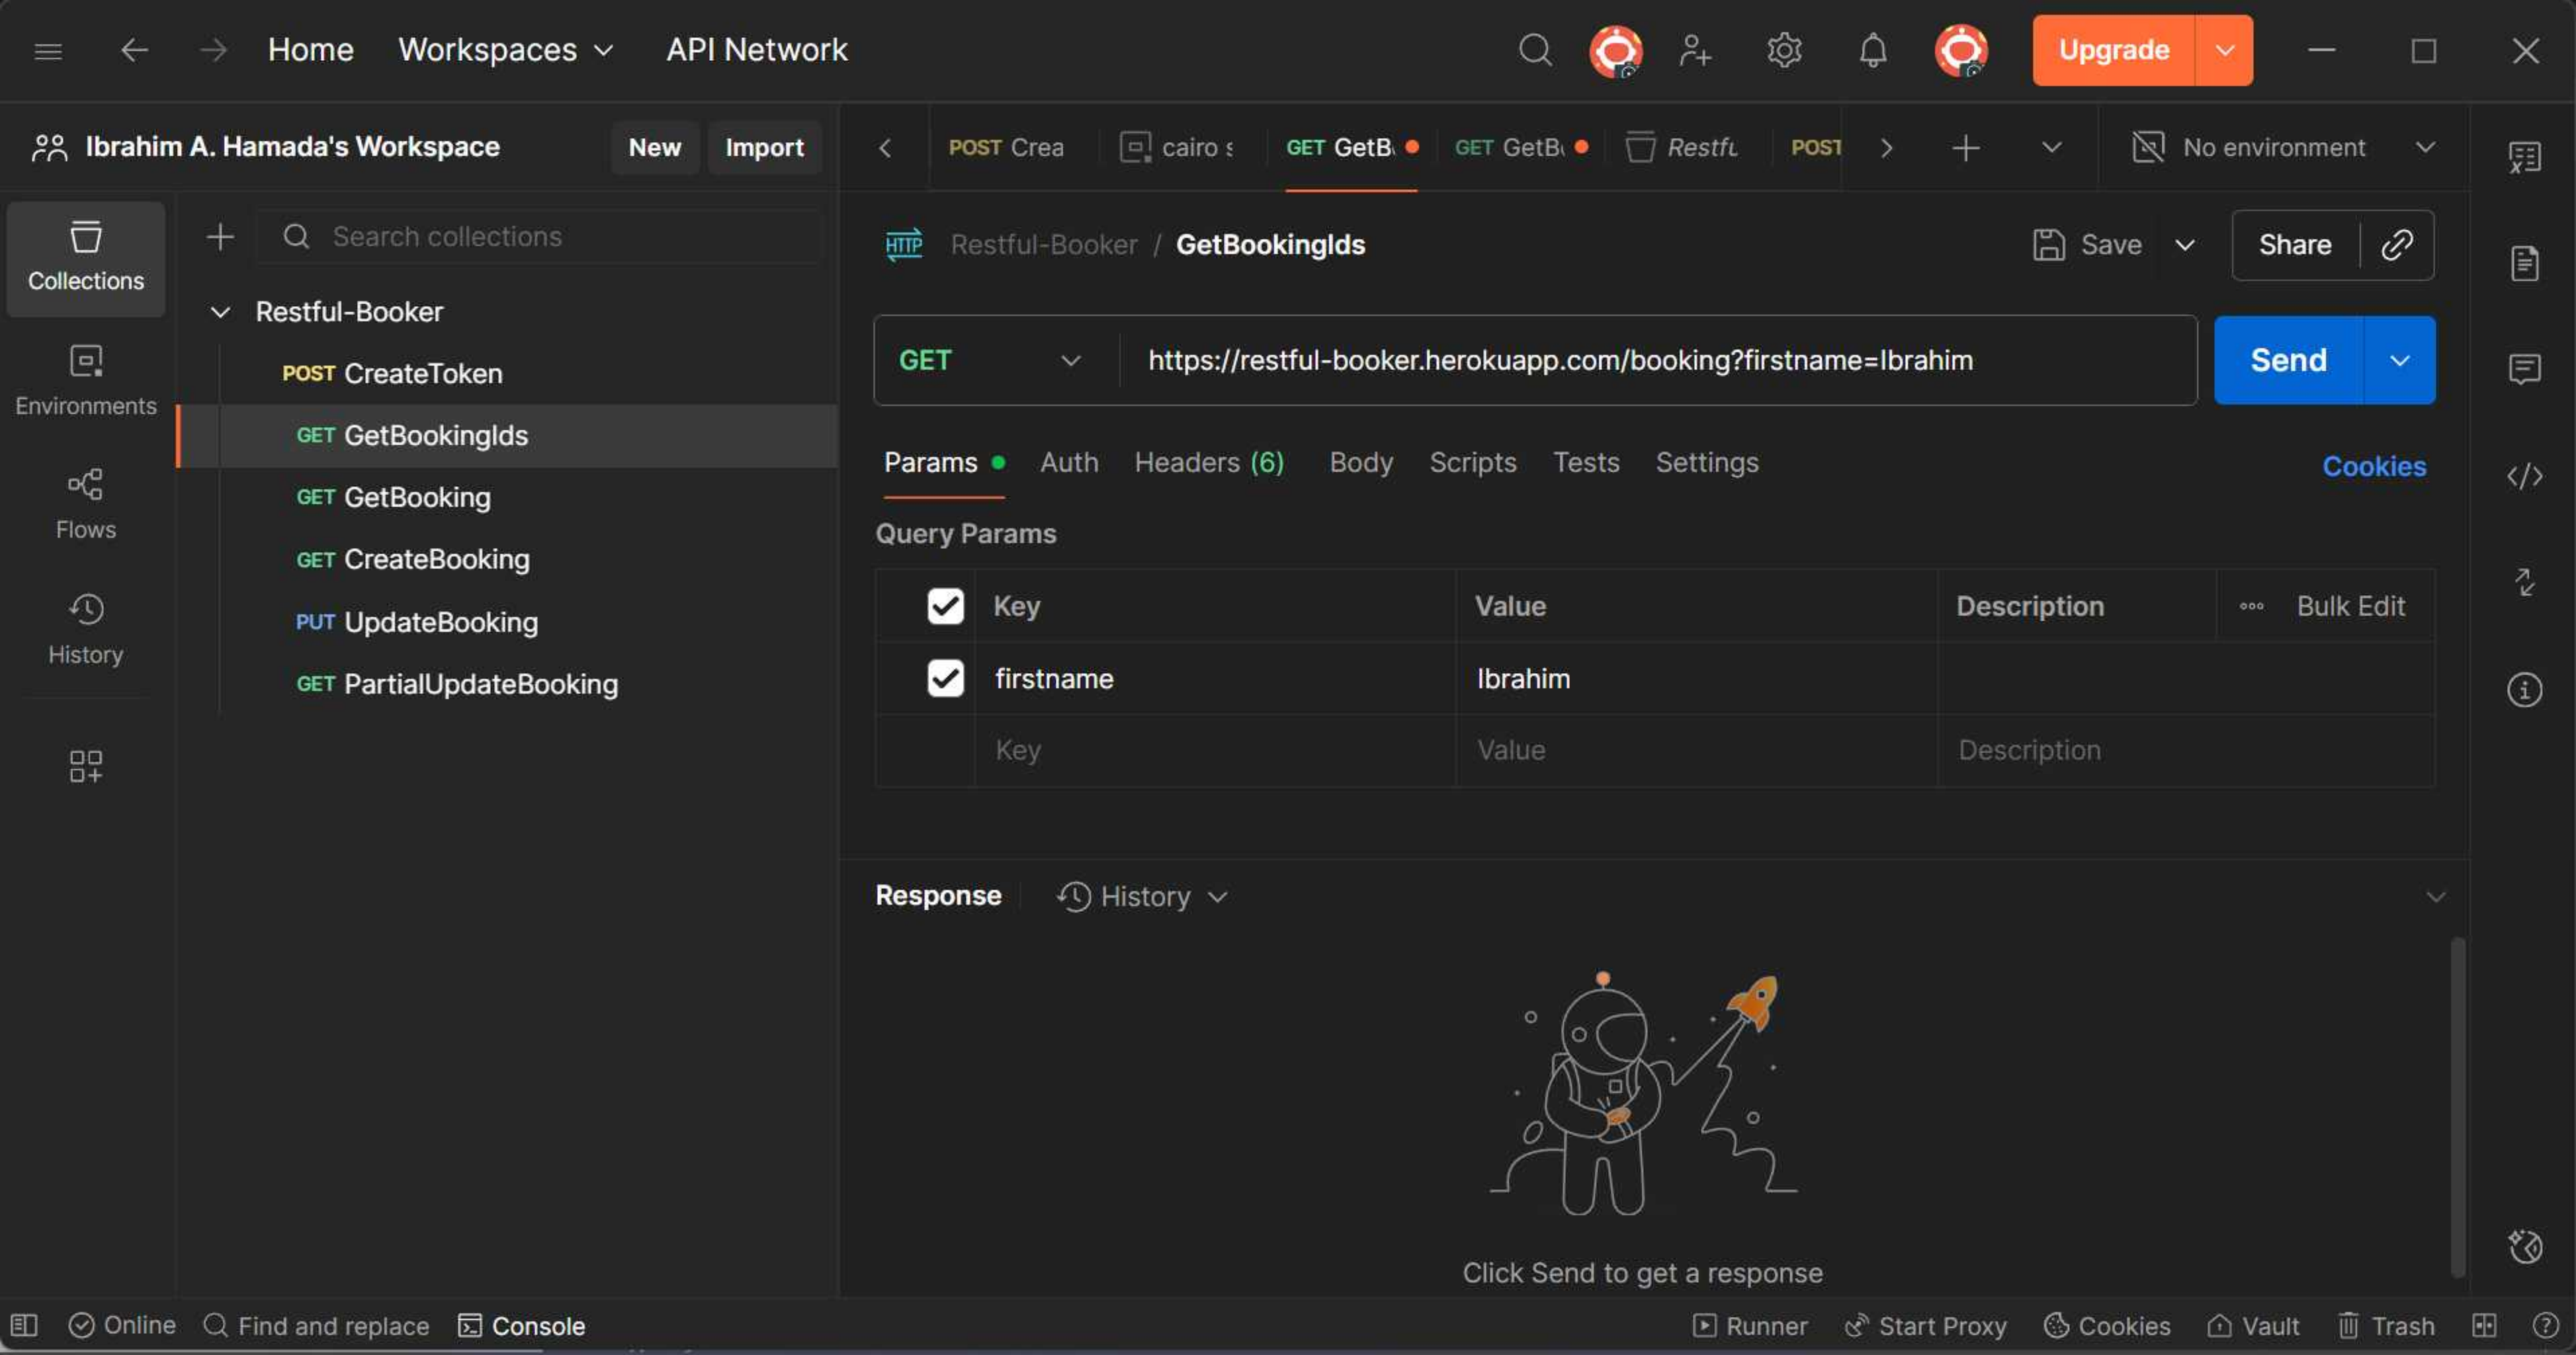 Home Workspaces API Network Upgrade
Ibrahim A. Hamada's Workspace New Import
POST Crea cairo s GET GetB GET GetB Restfu POST No environment
Collections
Environments
Flows
History
Search collections
Restful-Booker
POST CreateToken
GET GetBookingIds
GET GetBooking
GET CreateBooking
PUT UpdateBooking
GET PartialUpdateBooking
HTTP Restful-Booker / GetBookingIds Save Share
GET https://restful-booker.herokuapp.com/booking?firstname=Ibrahim Send
Params Auth Headers (6) Body Scripts Tests Settings Cookies
Query Params
Key Value Description Bulk Edit
firstname Ibrahim
Key Value Description
Response History
Click Send to get a response
Online Find and replace Console Runner Start Proxy Cookies Vault Trash